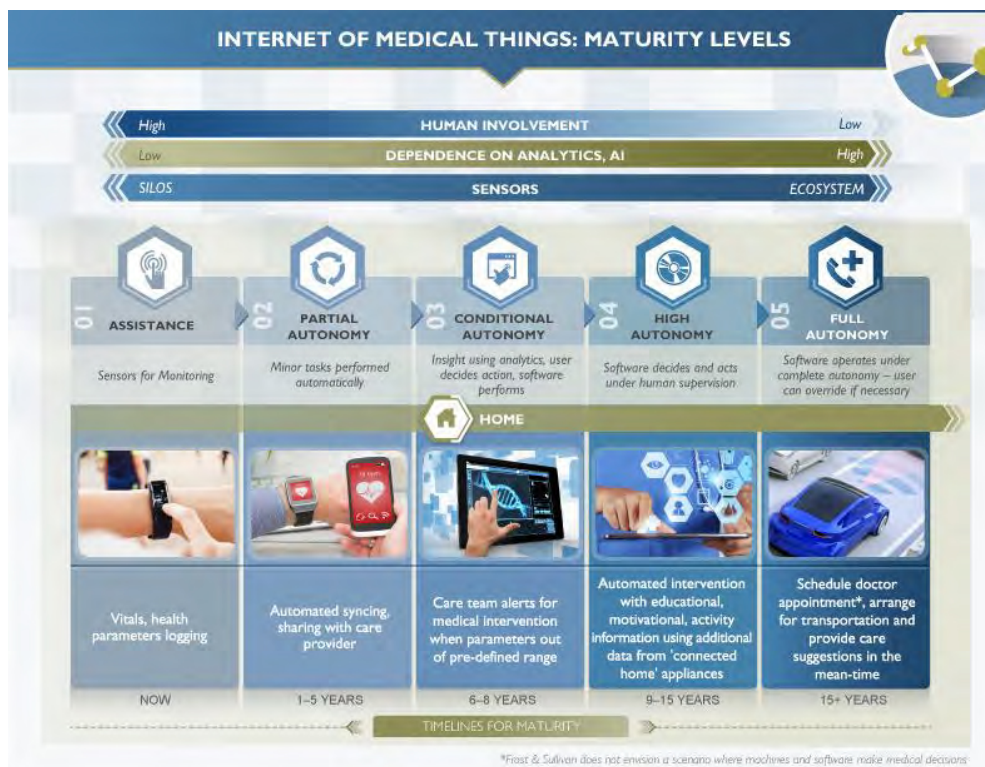 INTERNET OF MEDICAL THINGS: MATURITY LEVELS
High HUMAN INVOLVEMENT Low
Low DEPENDENCE ON ANALYTICS, AI High
SILOS SENSORS ECOSYSTEM
01
ASSISTANCE
Sensors for Monitoring
02
PARTIAL
AUTONOMY
Minor tasks performed
automatically
03
CONDITIONAL
AUTONOMY
Insight using analytics, user
decides action, software
performs
04
HIGH
AUTONOMY
Software decides and acts
under human supervision
05
FULL
AUTONOMY
Software operates under
complete autonomy – user
can override if necessary
HOME
Vitals, health
parameters logging
Automated syncing,
sharing with care
provider
Care team alerts for
medical intervention
when parameters out
of pre-defined range
Automated intervention
with educational,
motivational, activity
information using additional
data from 'connected
home' appliances
Schedule doctor
appointment*, arrange
for transportation and
provide care
suggestions in the
mean-time
NOW
1–5 YEARS
6–8 YEARS
9–15 YEARS
15+ YEARS
TIMELINES FOR MATURITY
*Frost & Sullivan does not envision a scenario where machines and software make medical decisions